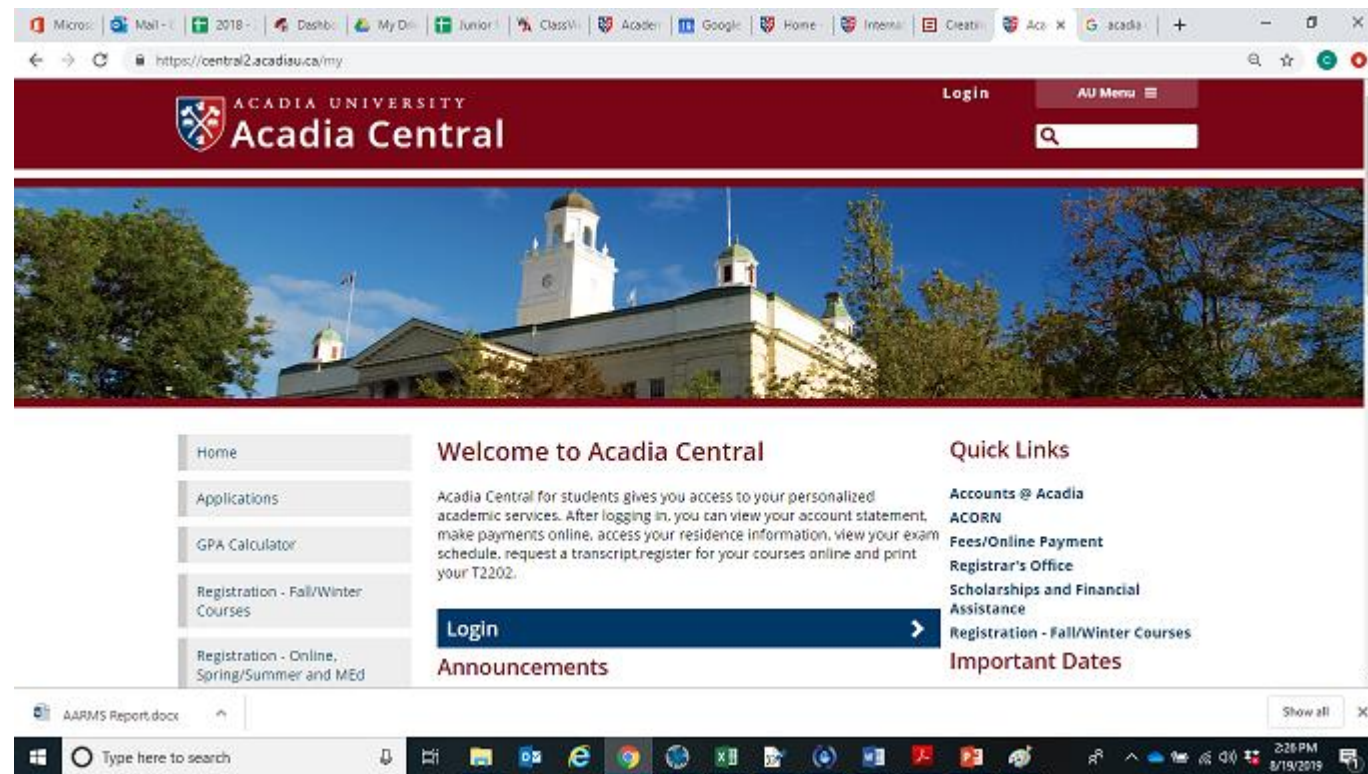 Micros
Mail -
2018 -
Dashb
My Dri
Junior
ClassVi
Academ
Google
Home
Interna
Creatin
Aca
acadia
https://central2.acadiau.ca/my
ACADIA UNIVERSITY
Acadia Central
Login
AU Menu
Home
Applications
GPA Calculator
Registration - Fall/Winter
Courses
Registration - Online,
Spring/Summer and MEd
Welcome to Acadia Central
Acadia Central for students gives you access to your personalized
academic services. After logging in, you can view your account statement,
make payments online, access your residence information, view your exam
schedule, request a transcript,register for your courses online and print
your T2202.
Login
Announcements
Quick Links
Accounts @ Acadia
ACORN
Fees/Online Payment
Registrar's Office
Scholarships and Financial
Assistance
Registration - Fall/Winter Courses
Important Dates
AARMS Report.docx
Show all
Type here to search
2:26 PM
8/19/2019